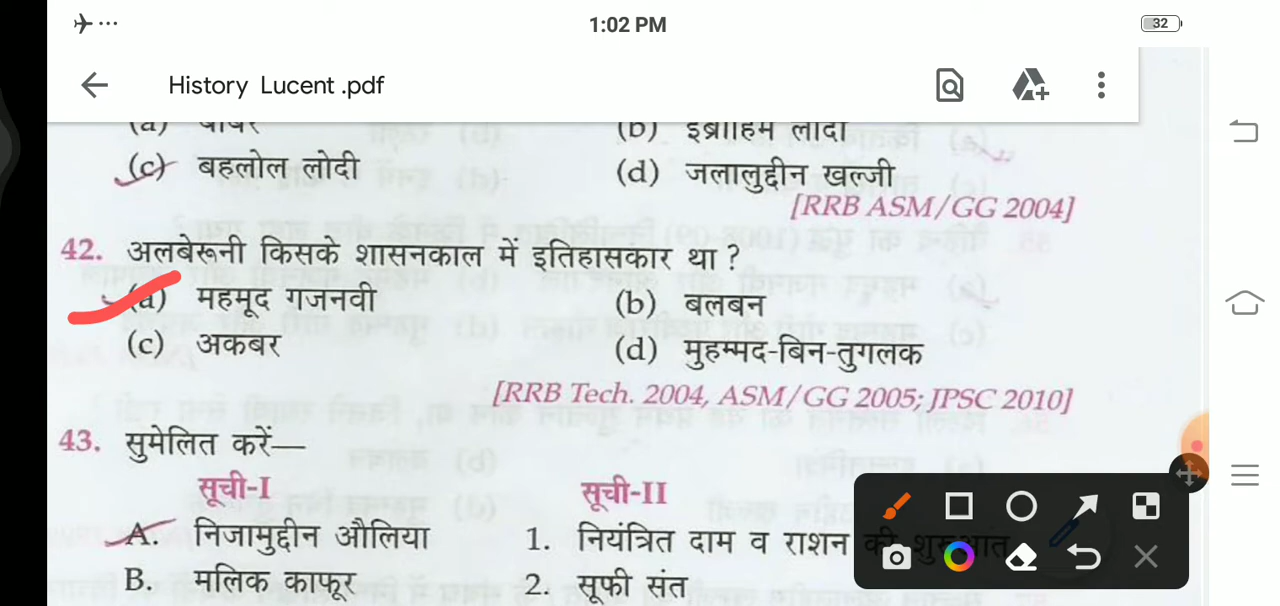 1:02 PM
32
History Lucent .pdf
(a) बाबर (b) इब्राहिम लोदी
(c) बहलोल लोदी (d) जलालुद्दीन खल्जी
[RRB ASM/GG 2004]
42. अलबेरूनी किसके शासनकाल में इतिहासकार था ?
(a) महमूद गजनवी (b) बलबन
(c) अकबर (d) मुहम्मद-बिन-तुगलक
[RRB Tech. 2004, ASM/GG 2005; JPSC 2010]
43. सुमेलित करें—
सूची-I सूची-II
A. निजामुद्दीन औलिया 1. नियंत्रित दाम व राशन की शुरुआत
B. मलिक काफूर 2. सूफी संत